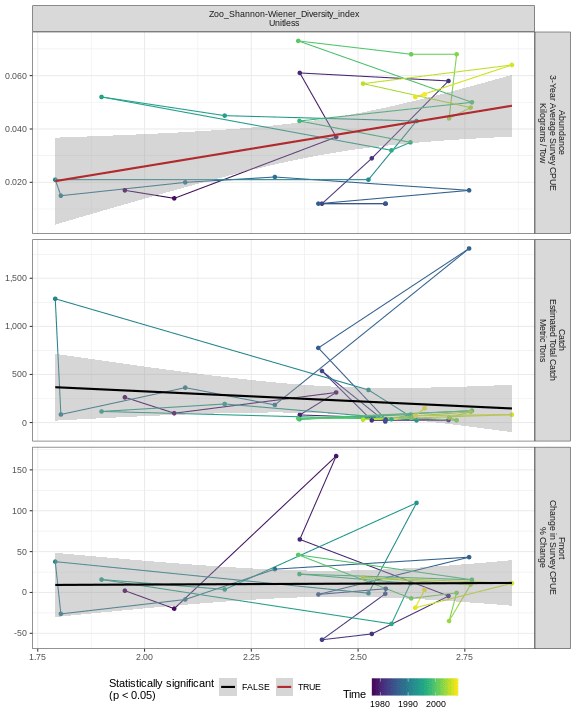 Zoo_Shannon-Wiener_Diversity_index
Unitless
0.060
0.040
0.020
Abundance
3-Year Average Survey CPUE
Kilograms / Tow
1,500
1,000
500
0
Catch
Estimated Total Catch
Metric Tons
150
100
50
0
-50
Fmort
Change in Survey CPUE
% Change
1.75
2.00
2.25
2.50
2.75
Statistically significant
(p < 0.05)
FALSE
TRUE
Time
1980
1990
2000